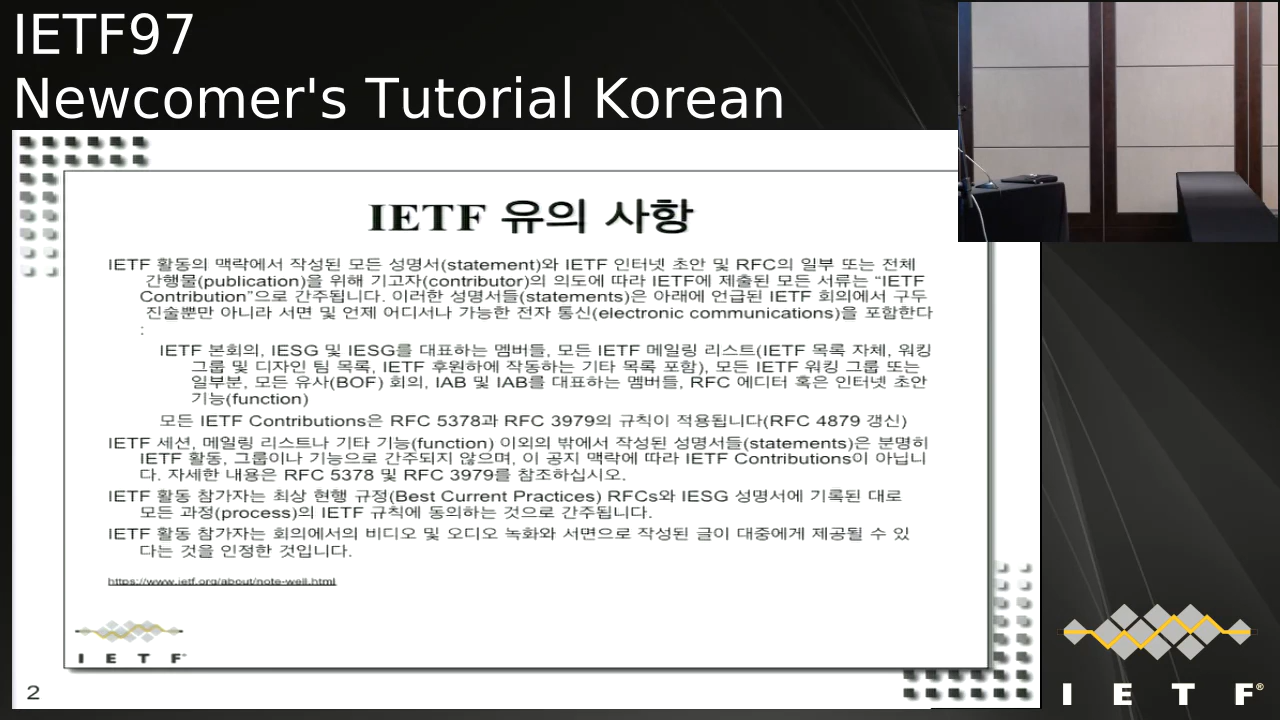 IETF97
Newcomer's Tutorial Korean
IETF 유의 사항
IETF 활동의 맥락에서 작성된 모든 성명서(statement)와 IETF 인터넷 초안 및 RFC의 일부 또는 전체
간행물(publication)을 위해 기고자(contributor)의 의도에 따라 IETF에 제출된 모든 서류는 “IETF
Contribution”으로 간주됩니다. 이러한 성명서들(statements)은 아래에 언급된 IETF 회의에서 구두
진술뿐만 아니라 서면 및 언제 어디서나 가능한 전자 통신(electronic communications)을 포함한다
:
IETF 본회의, IESG 및 IESG를 대표하는 멤버들, 모든 IETF 메일링 리스트(IETF 목록 자체, 워킹
그룹 및 디자인 팀 목록, IETF 후원하에 작동하는 기타 목록 포함), 모든 IETF 워킹 그룹 또는
일부분, 모든 유사(BOF) 회의, IAB 및 IAB를 대표하는 멤버들, RFC 에디터 혹은 인터넷 초안
기능(function)
모든 IETF Contributions은 RFC 5378과 RFC 3979의 규칙이 적용됩니다(RFC 4879 갱신)
IETF 세션, 메일링 리스트나 기타 기능(function) 이외의 밖에서 작성된 성명서들(statements)은 분명히
IETF 활동, 그룹이나 기능으로 간주되지 않으며, 이 공지 맥락에 따라 IETF Contributions이 아닙니
다. 자세한 내용은 RFC 5378 및 RFC 3979를 참조하십시오.
IETF 활동 참가자는 최상 현행 규정(Best Current Practices) RFCs와 IESG 성명서에 기록된 대로
모든 과정(process)의 IETF 규칙에 동의하는 것으로 간주됩니다.
IETF 활동 참가자는 회의에서의 비디오 및 오디오 녹화와 서면으로 작성된 글이 대중에게 제공될 수 있
다는 것을 인정한 것입니다.
https://www.ietf.org/about/note-well.html
I E T F
2
I E T F®